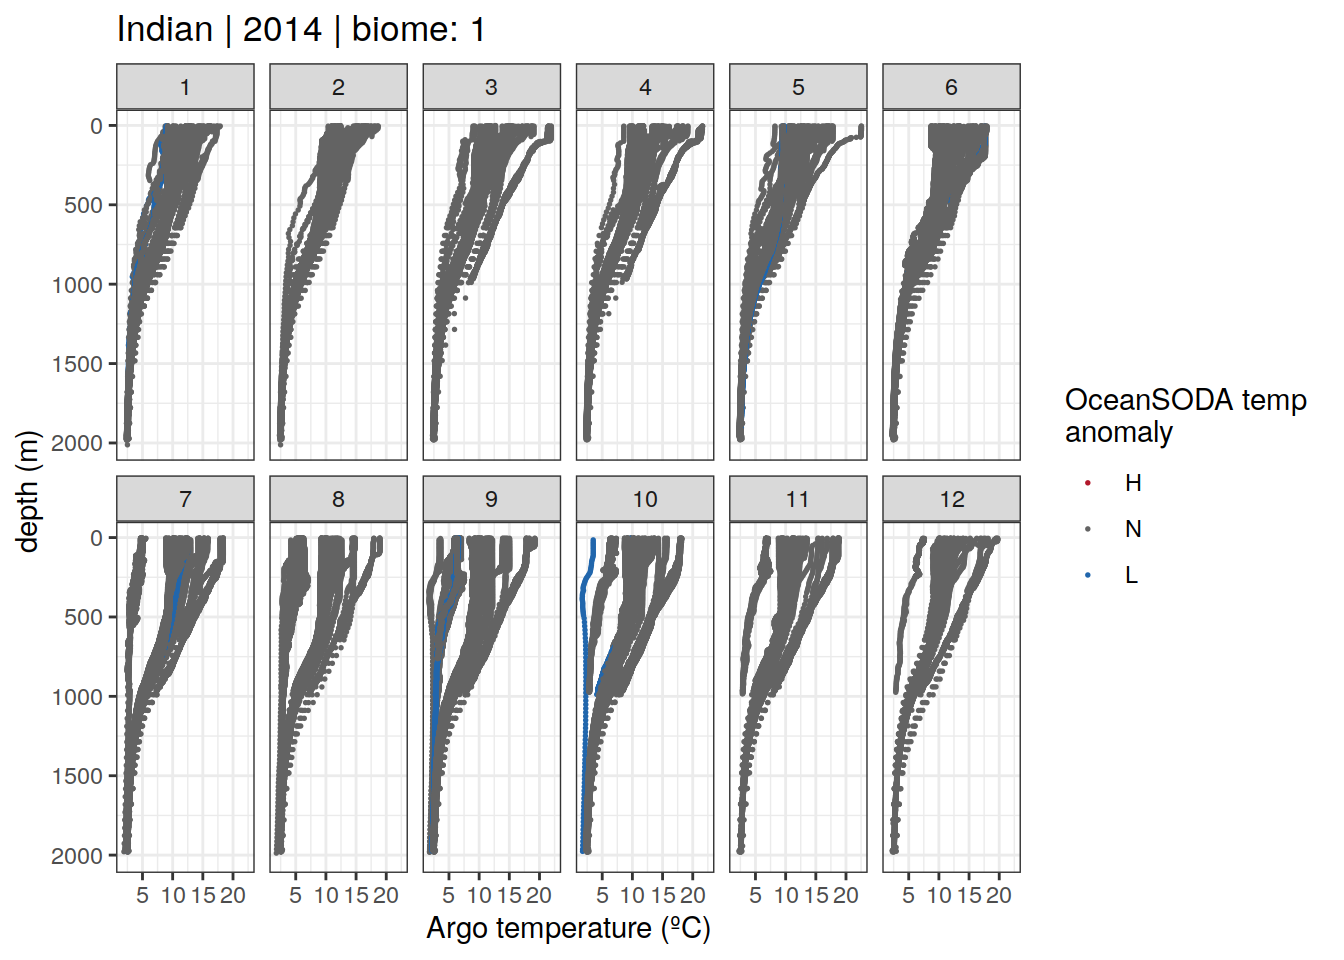 Indian | 2014 | biome: 1
1 2 3 4 5 6
0
500
1000
1500
2000
7 8 9 10 11 12
0
500
1000
1500
2000
5 10 15 20 5 10 15 20 5 10 15 20 5 10 15 20 5 10 15 20 5 10 15 20
Argo temperature (ºC)
depth (m)
OceanSODA temp
anomaly
H
N
L